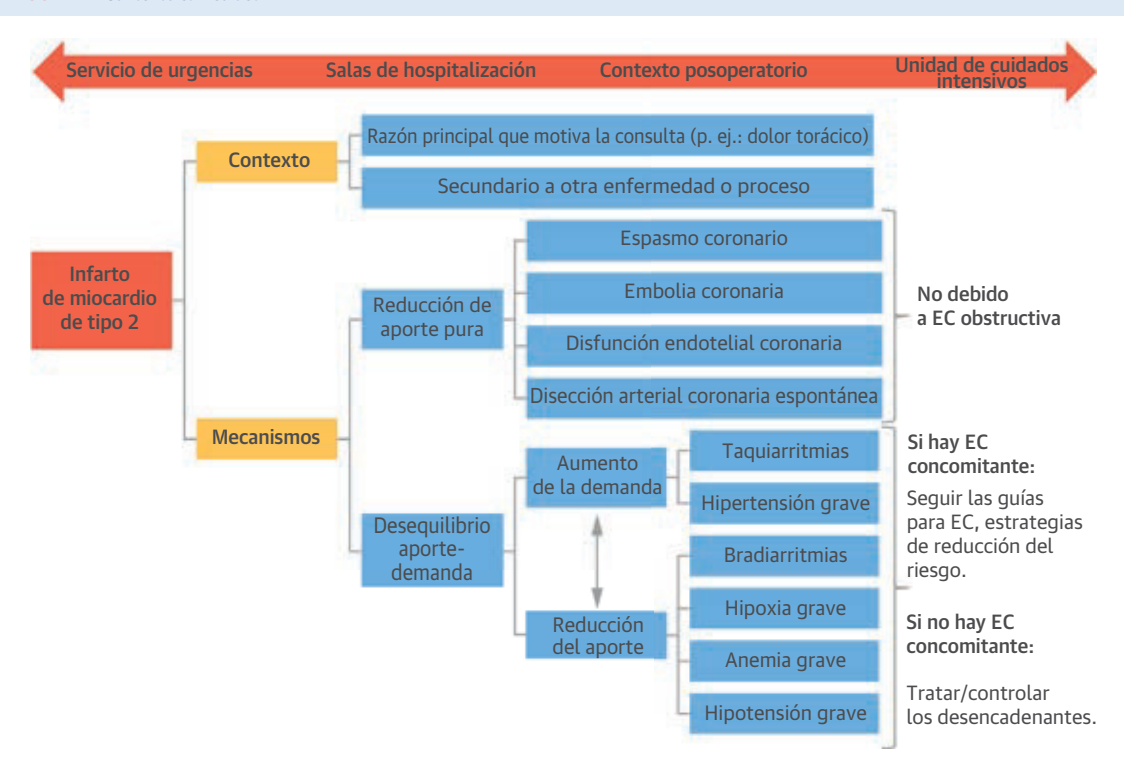 Servicio de urgencias
Salas de hospitalización
Contexto posoperatorio
Unidad de cuidados
intensivos
Razón principal que motiva la consulta (p. ej.: dolor torácico)
Contexto
Secundario a otra enfermedad o proceso
Infarto
de miocardio
de tipo 2
Mecanismos
Reducción de
aporte pura
Espasmo coronario
Embolia coronaria
Disfunción endotelial coronaria
Disección arterial coronaria espontánea
No debido
a EC obstructiva
Desequilibrio
aporte-
demanda
Aumento
de la demanda
Taquiarritmias
Hipertensión grave
Reducción
del aporte
Bradiarritmias
Hipoxia grave
Anemia grave
Hipotensión grave
Si hay EC
concomitante:
Seguir las guías
para EC, estrategias
de reducción del
riesgo.
Si no hay EC
concomitante:
Tratar/controlar
los desencadenantes.